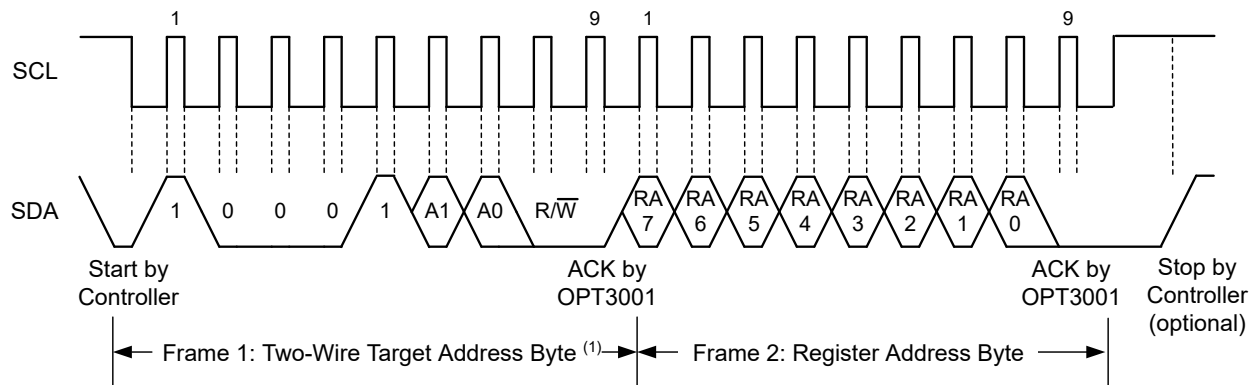 1 9 1 9
SCL
SDA
1 0 0 0 1 A1 A0 R/W̅ RA 7 RA 6 RA 5 RA 4 RA 3 RA 2 RA 1 RA 0
Start by
Controller
ACK by
OPT3001
ACK by
OPT3001
Stop by
Controller
(optional)
Frame 1: Two-Wire Target Address Byte (1)
Frame 2: Register Address Byte